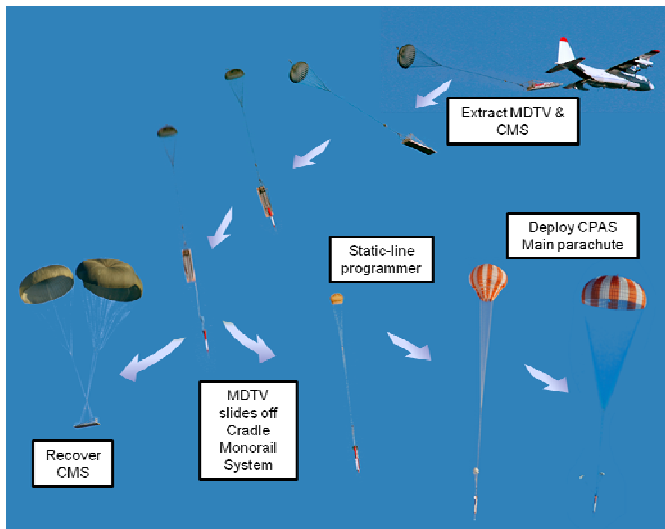 Extract MDTV &
CMS
Deploy CPAS
Main parachute
Static-line
programmer
MDTV
slides off
Cradle
Monorail
System
Recover
CMS